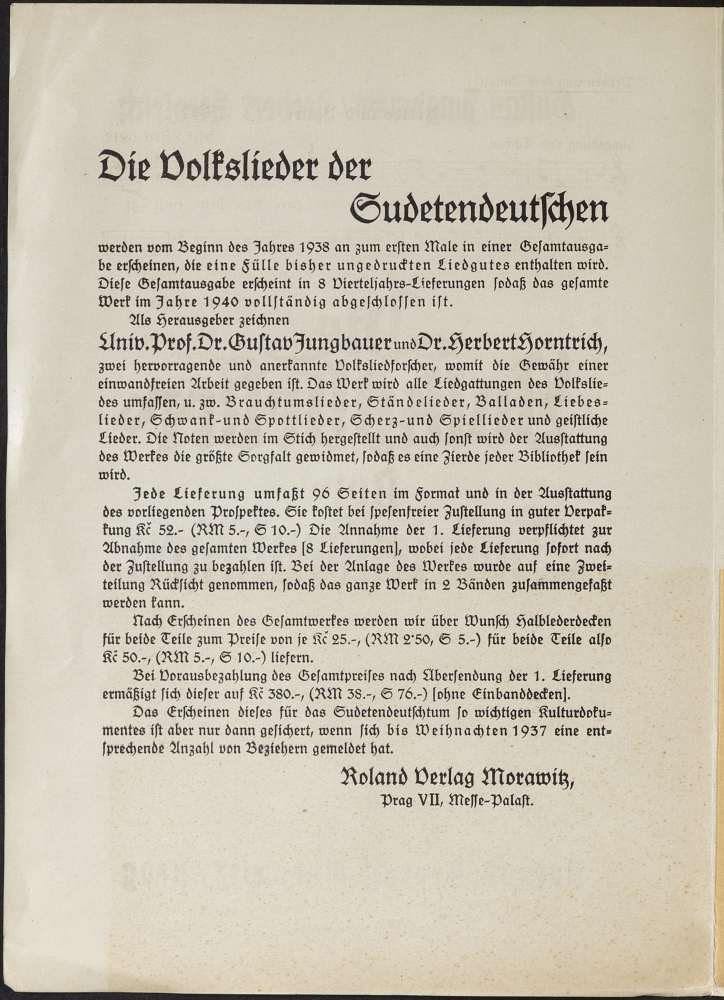 Die Volkslieder der
Sudetendeutschen
werden vom Beginn des Jahres 1938 an zum ersten Male in einer Gesamtausga-
be erscheinen, die eine Fülle bisher ungedruckten Liedgutes enthalten wird.
Diese Gesamtausgabe erscheint in 8 Vierteljahrs-Lieferungen sodaß das gesamte
Werk im Jahre 1940 vollständig abgeschlossen ist.
Als Herausgeber zeichnen
Univ. Prof. Dr. Gustav Jungbauer und Dr. Herbert Horntrich,
zwei hervorragende und anerkannte Volksliedforscher, womit die Gewähr einer
einwandfreien Arbeit gegeben ist. Das Werk wird alle Liedgattungen des Volkslie-
des umfassen, u. zw. Brauchtumslieder, Ständelieder, Balladen, Liebes-
lieder, Schwank- und Spottlieder, Scherz- und Spiellieder und geistliche
Lieder. Die Noten werden im Stich hergestellt und auch sonst wird der Ausstattung
des Werkes die größte Sorgfalt gewidmet, sodaß es eine Zierde jeder Bibliothek sein
wird.
Jede Lieferung umfaßt 96 Seiten im Format und in der Ausstattung
des vorliegenden Prospektes. Sie kostet bei spesenfreier Zustellung in guter Verpak-
kung Kč 52.- (RM 5.-, S 10.-) Die Annahme der 1. Lieferung verpflichtet zur
Abnahme des gesamten Werkes [8 Lieferungen], wobei jede Lieferung sofort nach
der Zustellung zu bezahlen ist. Bei der Anlage des Werkes wurde auf eine Zwei-
teilung Rücksicht genommen, sodaß das ganze Werk in 2 Bänden zusammengefaßt
werden kann.
Nach Erscheinen des Gesamtwerkes werden wir über Wunsch Halblederdecken
für beide Teile zum Preise von je Kč 25.-, (RM 2·50, S 5.-) für beide Teile also
Kč 50.-, (RM 5.-, S 10.-) liefern.
Bei Vorausbezahlung des Gesamtpreises nach Übersendung der 1. Lieferung
ermäßigt sich dieser auf Kč 380.-, (RM 38.-, S 76.-) [ohne Einbanddecken].
Das Erscheinen dieses für das Sudetendeutschtum so wichtigen Kulturdoku-
mentes ist aber nur dann gesichert, wenn sich bis Weihnachten 1937 eine ent-
sprechende Anzahl von Beziehern gemeldet hat.
Roland Verlag Morawitz,
Prag VII, Messe-Palast.